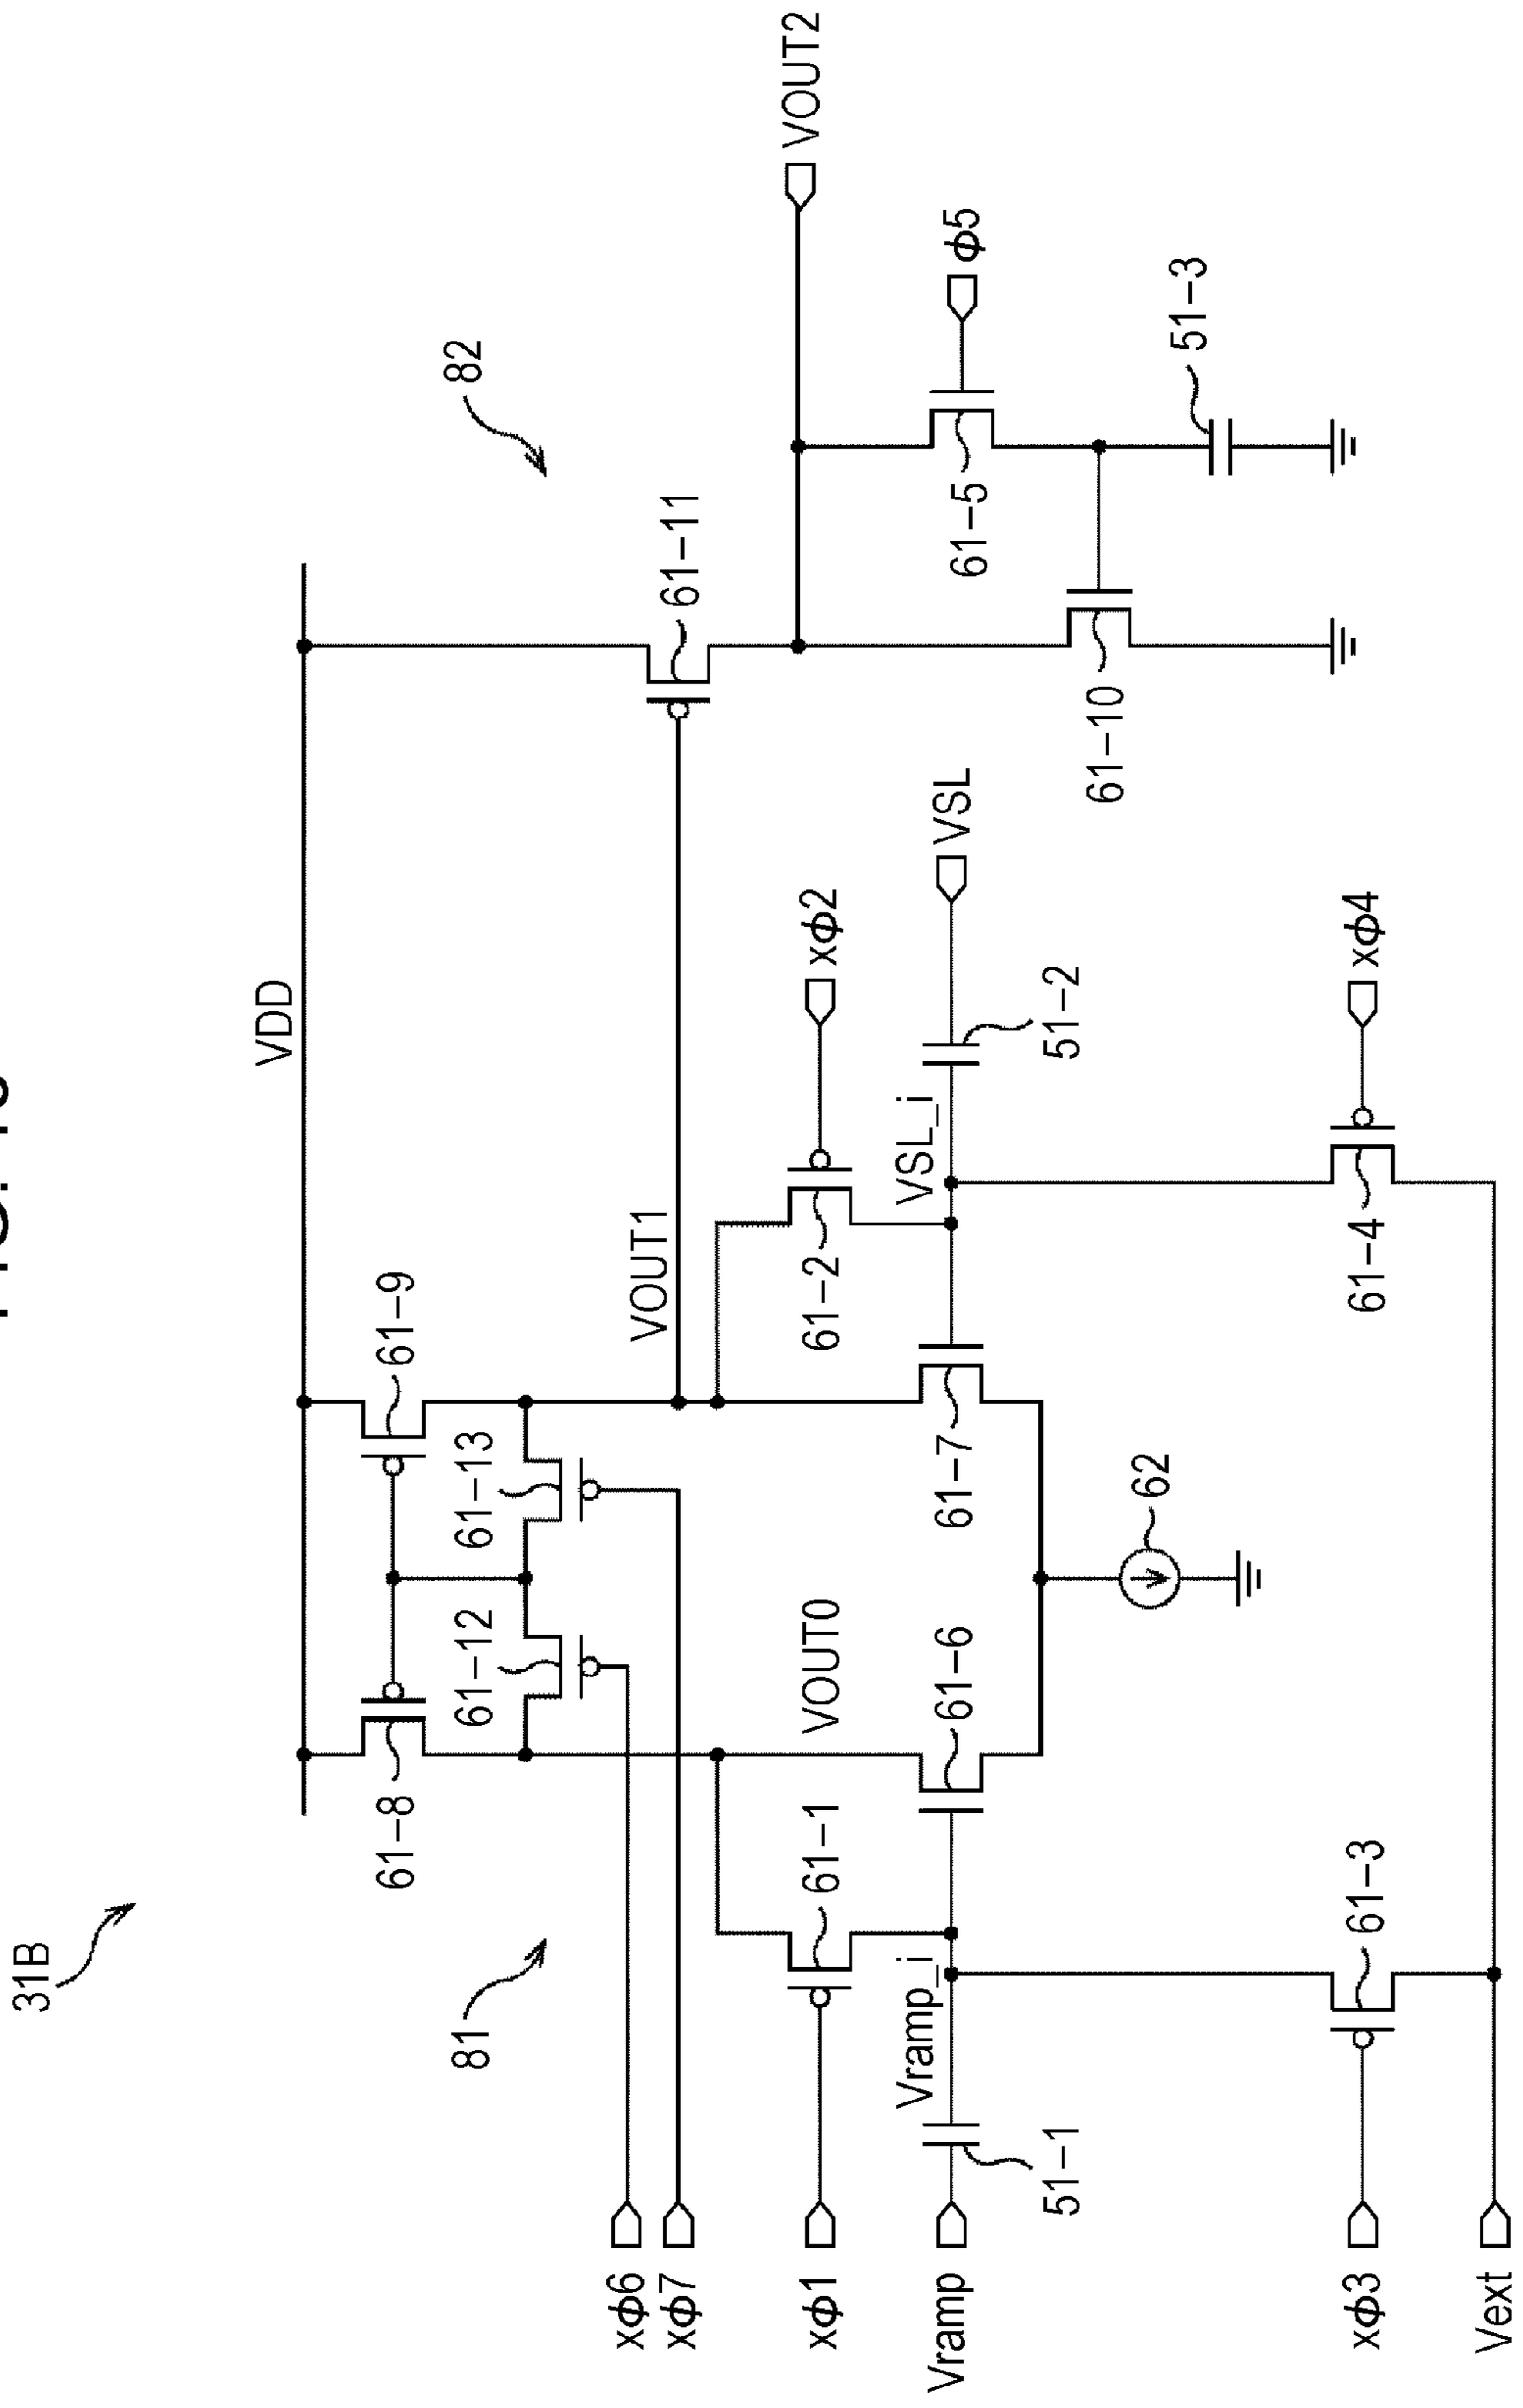 31B
VDD
81
82
61–8
61–9
61–12
61–13
61–11
VOUT1
VOUT2
xϕ6
xϕ7
xϕ1
61–1
VOUT0
61–2
xϕ2
61–5
ϕ5
Vramp
Vramp_i
51–1
61–6
61–7
VSL_i
51–2
VSL
61–10
51–3
62
xϕ3
61–3
61–4
xϕ4
Vext